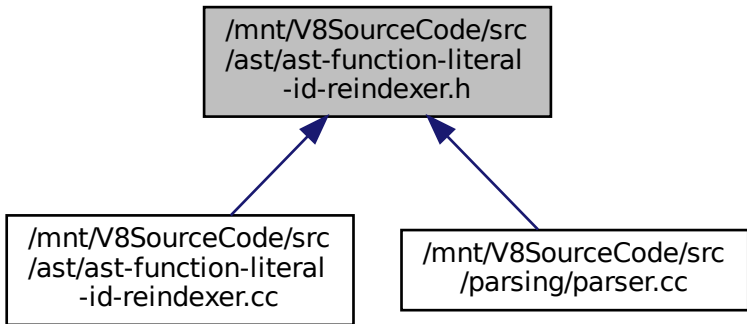 /mnt/V8SourceCode/src
/ast/ast-function-literal
-id-reindexer.h
/mnt/V8SourceCode/src
/ast/ast-function-literal
-id-reindexer.cc
/mnt/V8SourceCode/src
/parsing/parser.cc